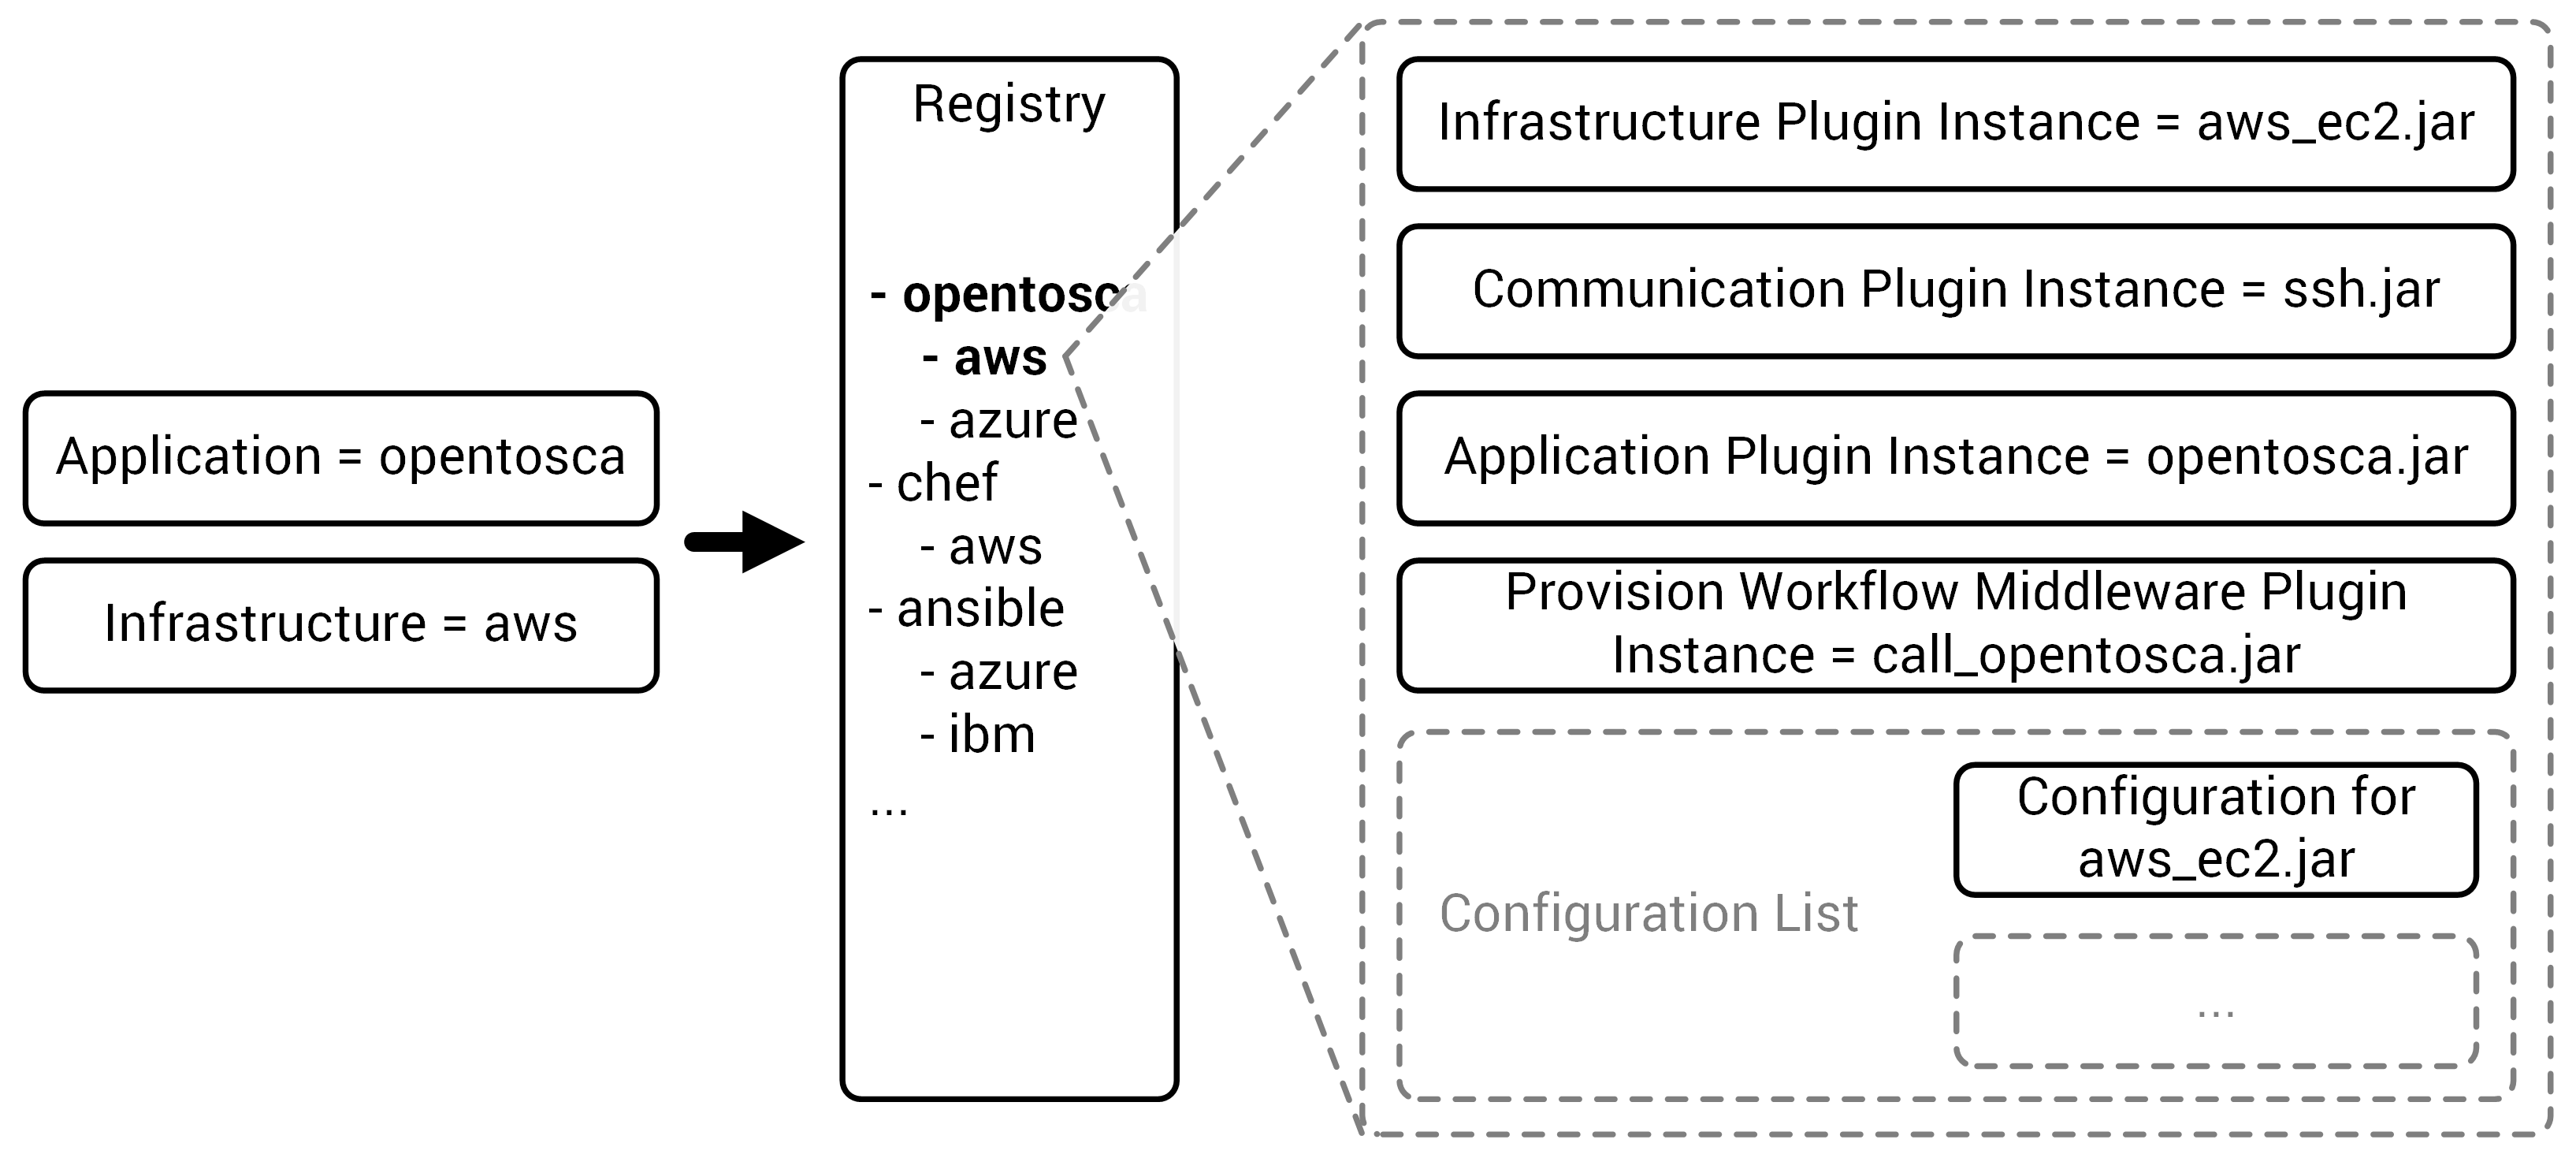 Application = opentosca
Infrastructure = aws
Registry
- opentosca
- aws
- azure
- chef
- aws
- ansible
- azure
- ibm
...
Infrastructure Plugin Instance = aws_ec2.jar
Communication Plugin Instance = ssh.jar
Application Plugin Instance = opentosca.jar
Provision Workflow Middleware Plugin
Instance = call_opentosca.jar
Configuration List
Configuration for
aws_ec2.jar
...